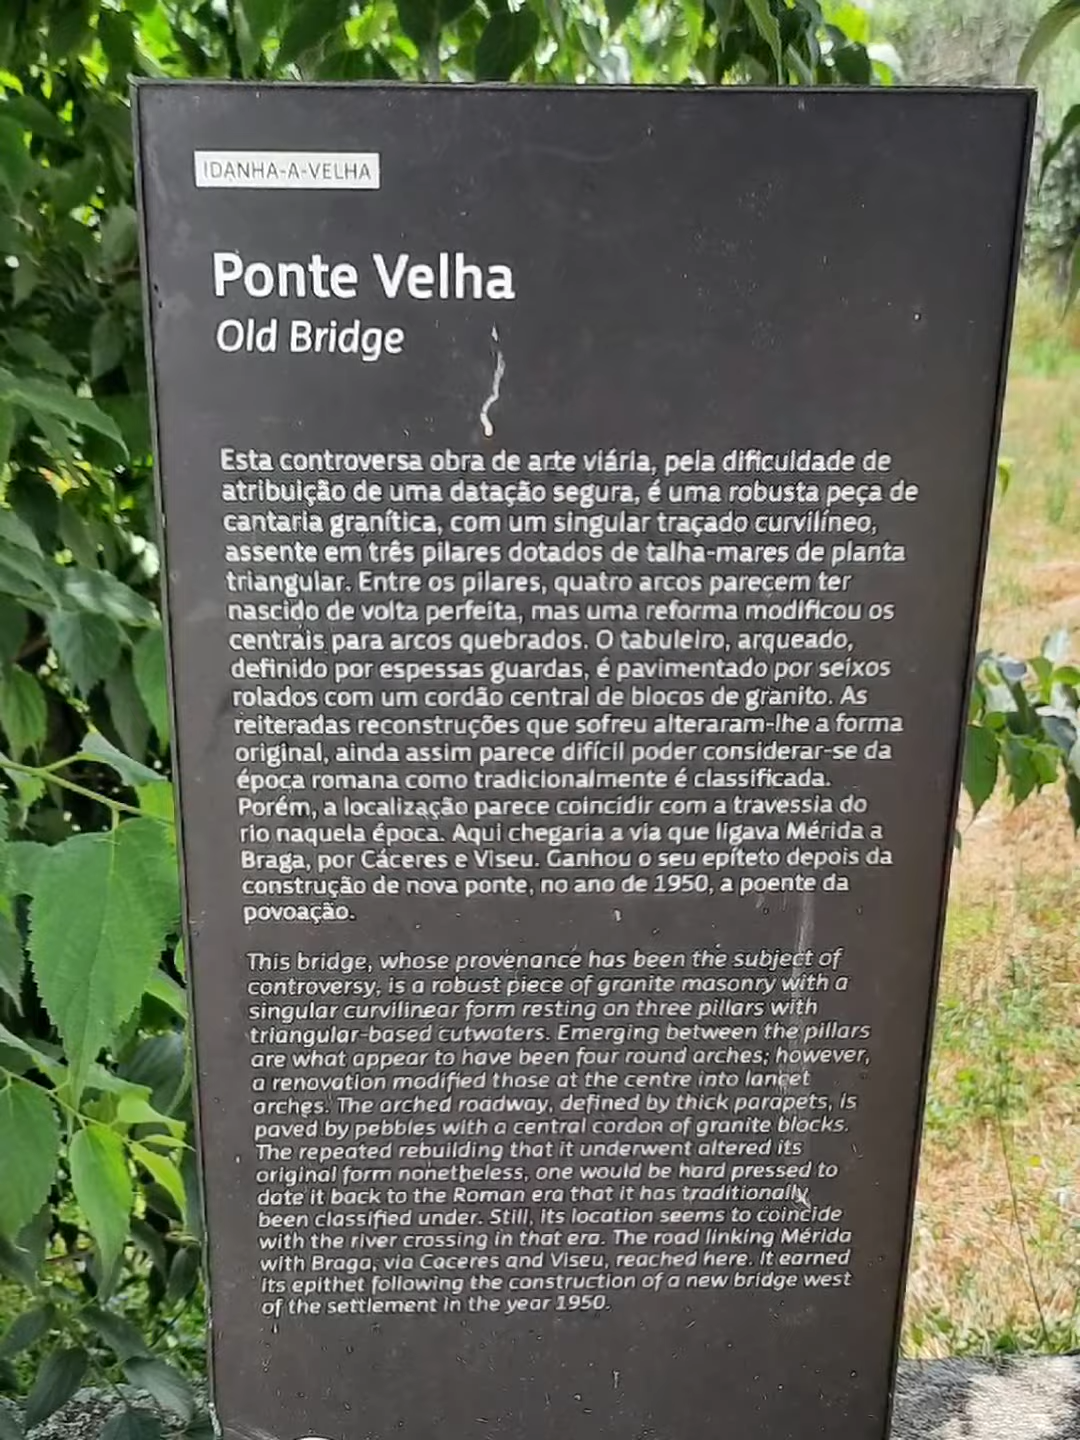 IDANHA-A-VELHA
Ponte Velha
Old Bridge
Esta controversa obra de arte viária, pela dificuldade de
atribuição de uma datação segura, é uma robusta peça de
cantaria granítica, com um singular traçado curvilíneo,
assente em três pilares dotados de talha-mares de planta
triangular. Entre os pilares, quatro arcos parecem ter
nascido de volta perfeita, mas uma reforma modificou os
centrais para arcos quebrados. O tabuleiro, arqueado,
definido por espessas guardas, é pavimentado por seixos
rolados com um cordão central de blocos de granito. As
reiteradas reconstruções que sofreu alteraram-lhe a forma
original, ainda assim parece difícil poder considerar-se da
época romana como tradicionalmente é classificada.
Porém, a localização parece coincidir com a travessia do
rio naquela época. Aqui chegaria a via que ligava Mérida a
Braga, por Cáceres e Viseu. Ganhou o seu epíteto depois da
construção de nova ponte, no ano de 1950, a poente da
povoação.
This bridge, whose provenance has been the subject of
controversy, is a robust piece of granite masonry with a
singular curvilinear form resting on three pillars with
triangular-based cutwaters. Emerging between the pillars
are what appear to have been four round arches; however,
a renovation modified those at the centre into lancet
arches. The arched roadway, defined by thick parapets, is
paved by pebbles with a central cordon of granite blocks.
The repeated rebuilding that it underwent altered its
original form nonetheless, one would be hard pressed to
date it back to the Roman era that it has traditionally
been classified under. Still, its location seems to coincide
with the river crossing in that era. The road linking Mérida
with Braga, via Caceres and Viseu, reached here. It earned
its epithet following the construction of a new bridge west
of the settlement in the year 1950.